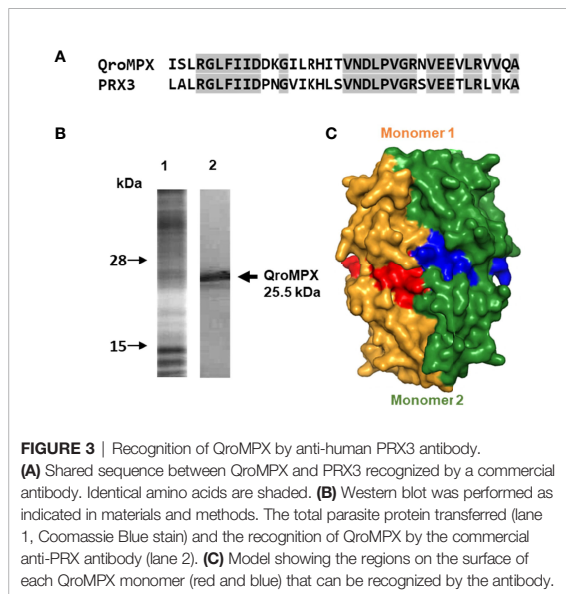 A
QroMPX ISLRGLFIIDDKGILRHITVNDLPVGRNVEEVLRVVQA
PRX3 LALRGLFIIDPNGVIKHLSVNDLPVGRSVEETLRLVKA
B
C
1 2
kDa
28
15
QroMPX
25.5 kDa
Monomer 1
Monomer 2
FIGURE 3 | Recognition of QroMPX by anti-human PRX3 antibody.
(A) Shared sequence between QroMPX and PRX3 recognized by a commercial
antibody. Identical amino acids are shaded. (B) Western blot was performed as
indicated in materials and methods. The total parasite protein transferred (lane
1, Coomassie Blue stain) and the recognition of QroMPX by the commercial
anti-PRX antibody (lane 2). (C) Model showing the regions on the surface of
each QroMPX monomer (red and blue) that can be recognized by the antibody.